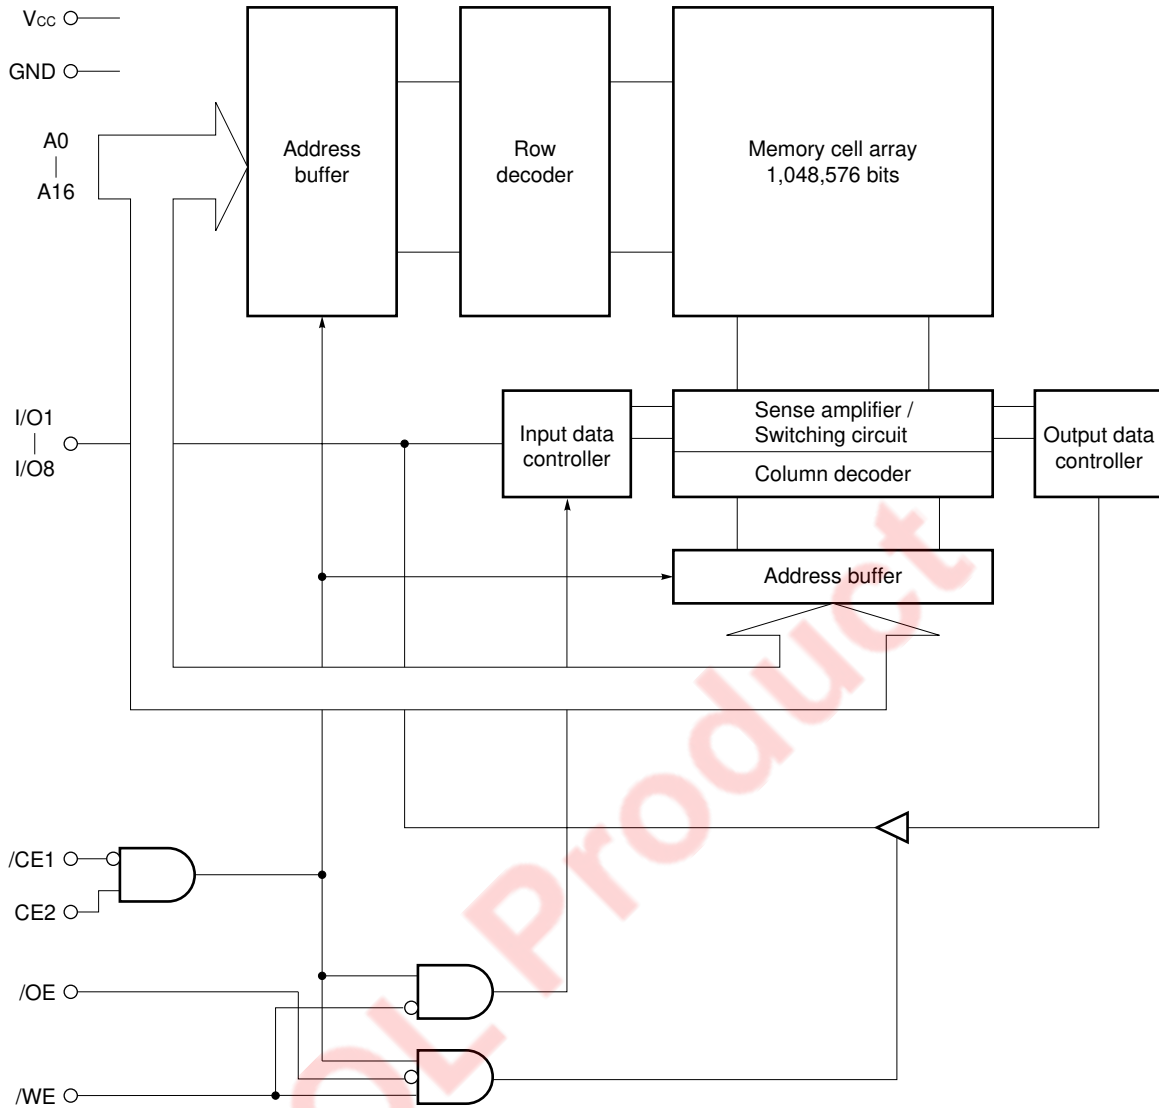 VCC
GND
A0
A16
Address
buffer
Row
decoder
Memory cell array
1,048,576 bits
I/O1
I/O8
Input data
controller
Sense amplifier /
Switching circuit
Column decoder
Output data
controller
Address buffer
/CE1
CE2
/OE
/WE
OL Product